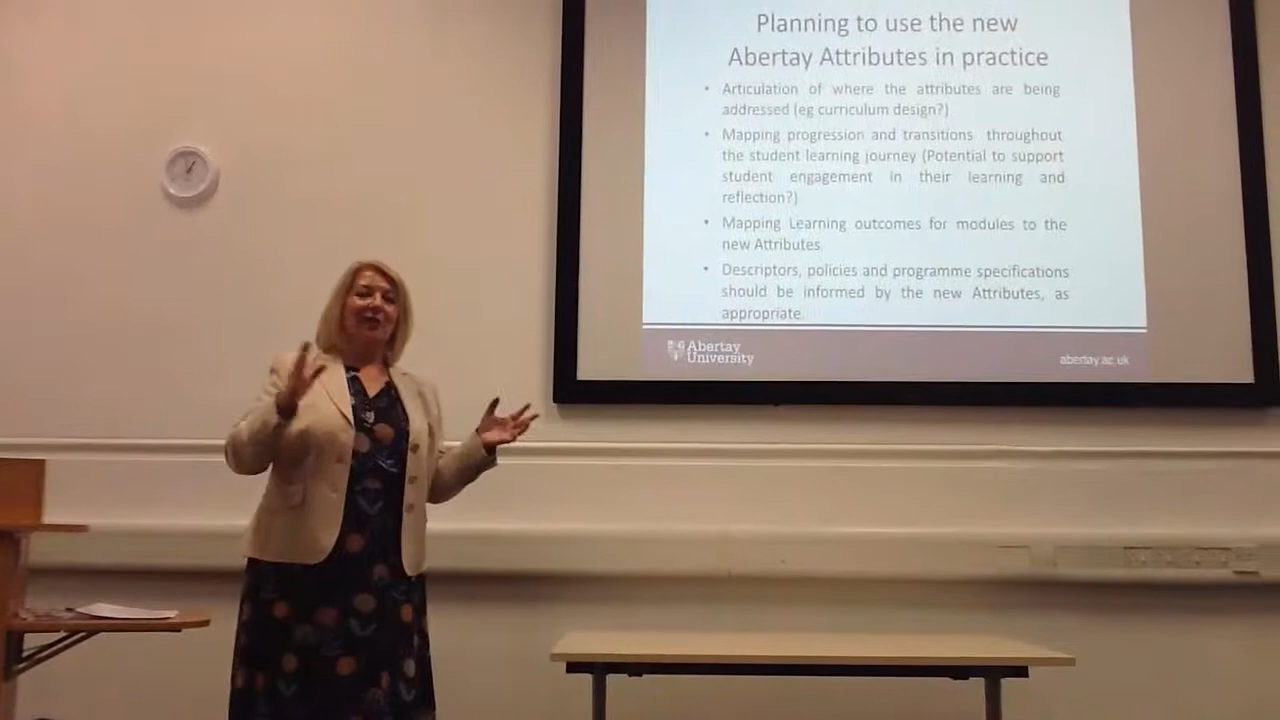 Planning to use the new
Abertay Attributes in practice
• Articulation of where the attributes are being
addressed (eg curriculum design?)
• Mapping progression and transitions throughout
the student learning journey (Potential to support
student engagement in their learning and
reflection?)
• Mapping Learning outcomes for modules to the
new Attributes
• Descriptors, policies and programme specifications
should be informed by the new Attributes, as
appropriate.
Abertay
University
abertay.ac.uk